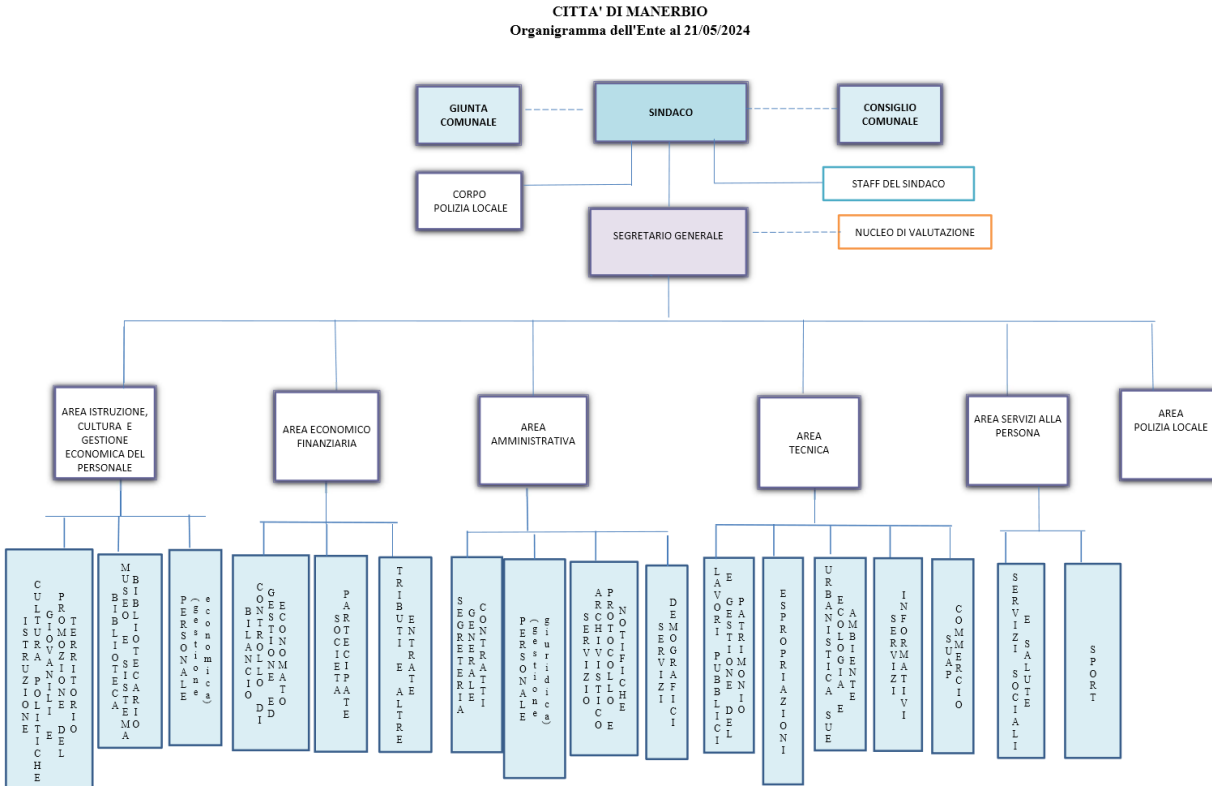 CITTA' DI MANERBIO
Organigramma dell'Ente al 21/05/2024
GIUNTA
COMUNALE
SINDACO
CONSIGLIO
COMUNALE
CORPO
POLIZIA LOCALE
STAFF DEL SINDACO
SEGRETARIO GENERALE
NUCLEO DI VALUTAZIONE
AREA ISTRUZIONE,
CULTURA E
GESTIONE
ECONOMICA DEL
PERSONALE
AREA ECONOMICO
FINANZIARIA
AREA
AMMINISTRATIVA
AREA
TECNICA
AREA SERVIZI ALLA
PERSONA
AREA
POLIZIA LOCALE
ISTRUZIONE
CULTURA POLITICHE
GIOVANILI E
PROMOZIONE DEL
TERRITORIO
BIBLIOTECA
MUSEO E SISTEMA
BIBLIOTECARIO
PERSONALE
(gestione
economica)
BILANCIO
CONTROLLO DI
GESTIONE ED
ECONOMATO
SOCIETA
PARTECIPATE
TRIBUTI E ALTRE
ENTRATE
SEGRETERIA
GENERALE
CONTRATTI
PERSONALE
(gestione
giuridica)
SERVIZIO
ARCHIVISTICO
PROTOCOLLO E
NOTIFICHE
SERVIZI
DEMOGRAFICI
LAVORI PUBBLICI
E GESTIONE DEL
PATRIMONIO
ESPROPRIAZIONI
URBANISTICA SUE
ECOLOGIA E
AMBIENTE
SERVIZI
INFORMATIVI
SUAP
COMMERCIO
SERVIZI SOCIALI
E SALUTE
SPORT